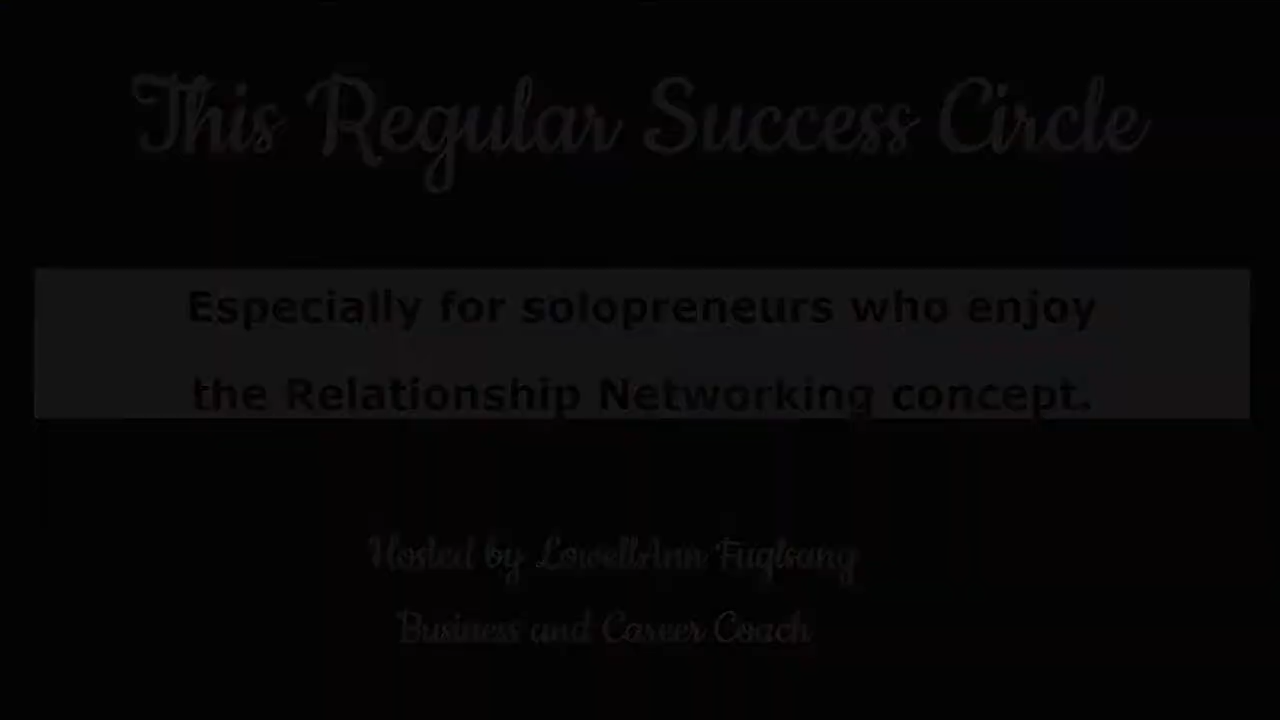 This Regular Success Circle
Especially for solopreneurs who enjoy
the Relationship Networking concept.
Hosted by LowellAnn Fuglsang
Business and Career Coach